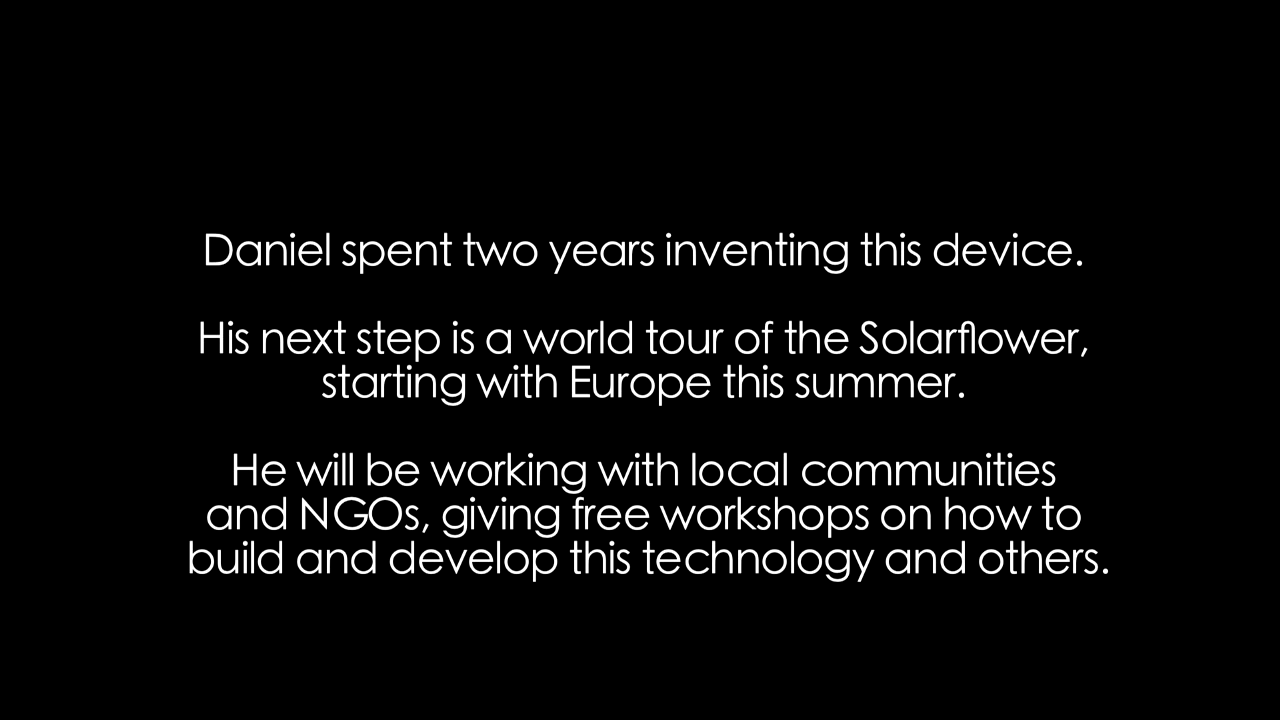 Daniel spent two years inventing this device.
His next step is a world tour of the Solarflower,
starting with Europe this summer.
He will be working with local communities
and NGOs, giving free workshops on how to
build and develop this technology and others.